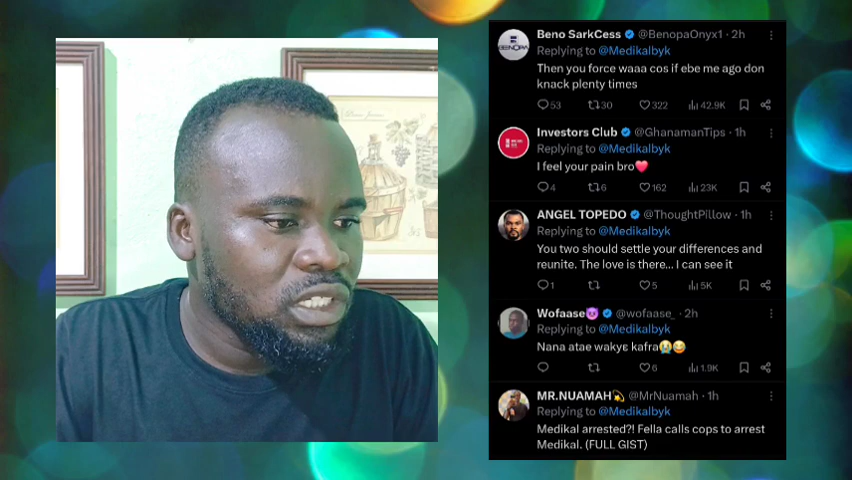 Beno SarkCess @BenopaOnyx1 · 2h
Replying to @Medikalbyk
Then you force waaa cos if ebe me ago don
knack plenty times
53 30 322 42.9K
Investors Club @GhanamanTips · 1h
Replying to @Medikalbyk
I feel your pain bro❤️
4 6 162 23K
ANGEL TOPEDO @ThoughtPillow · 1h
Replying to @Medikalbyk
You two should settle your differences and
reunite. The love is there... I can see it
1 5 5K
Wofaase😈 @wofaase_ · 2h
Replying to @Medikalbyk
Nana atae wakyɛ kafra😭😂
6 1.9K
MR.NUAMAH💫 @MrNuamah · 1h
Replying to @Medikalbyk
Medikal arrested?! Fella calls cops to arrest
Medikal. (FULL GIST)